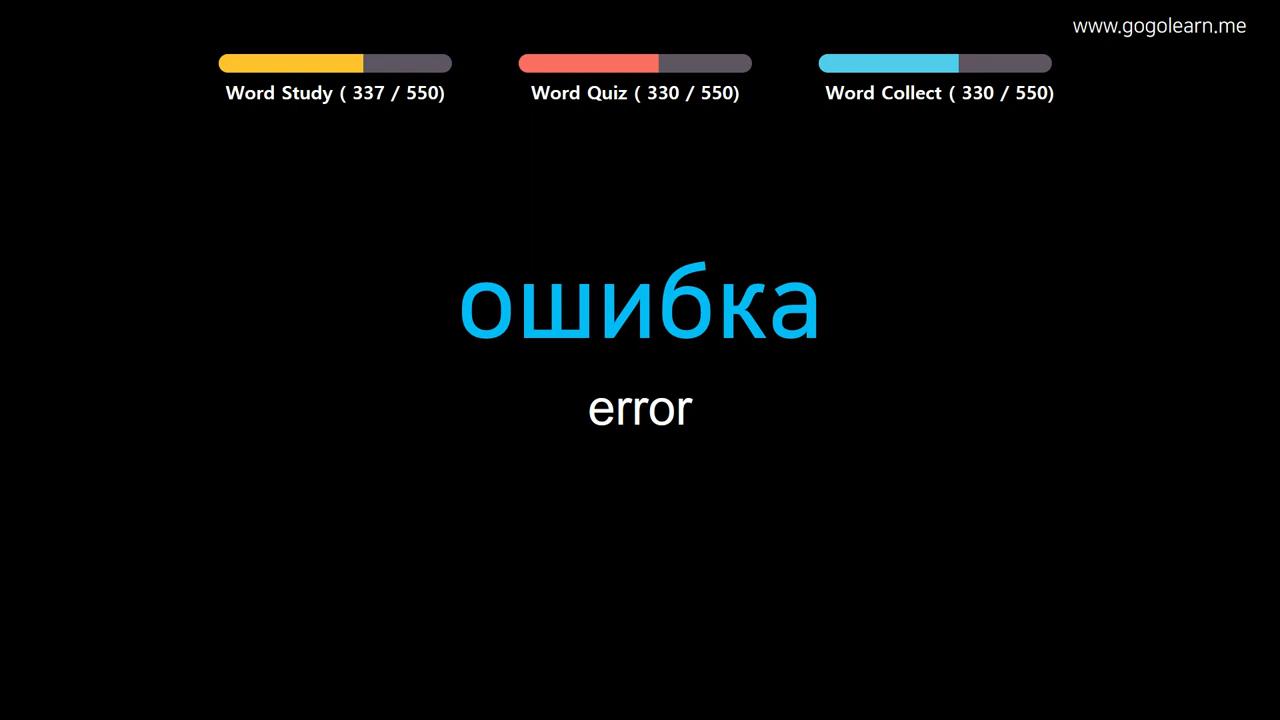 www.gogolearn.me
Word Study ( 337 / 550)
Word Quiz ( 330 / 550)
Word Collect ( 330 / 550)
ошибка
error